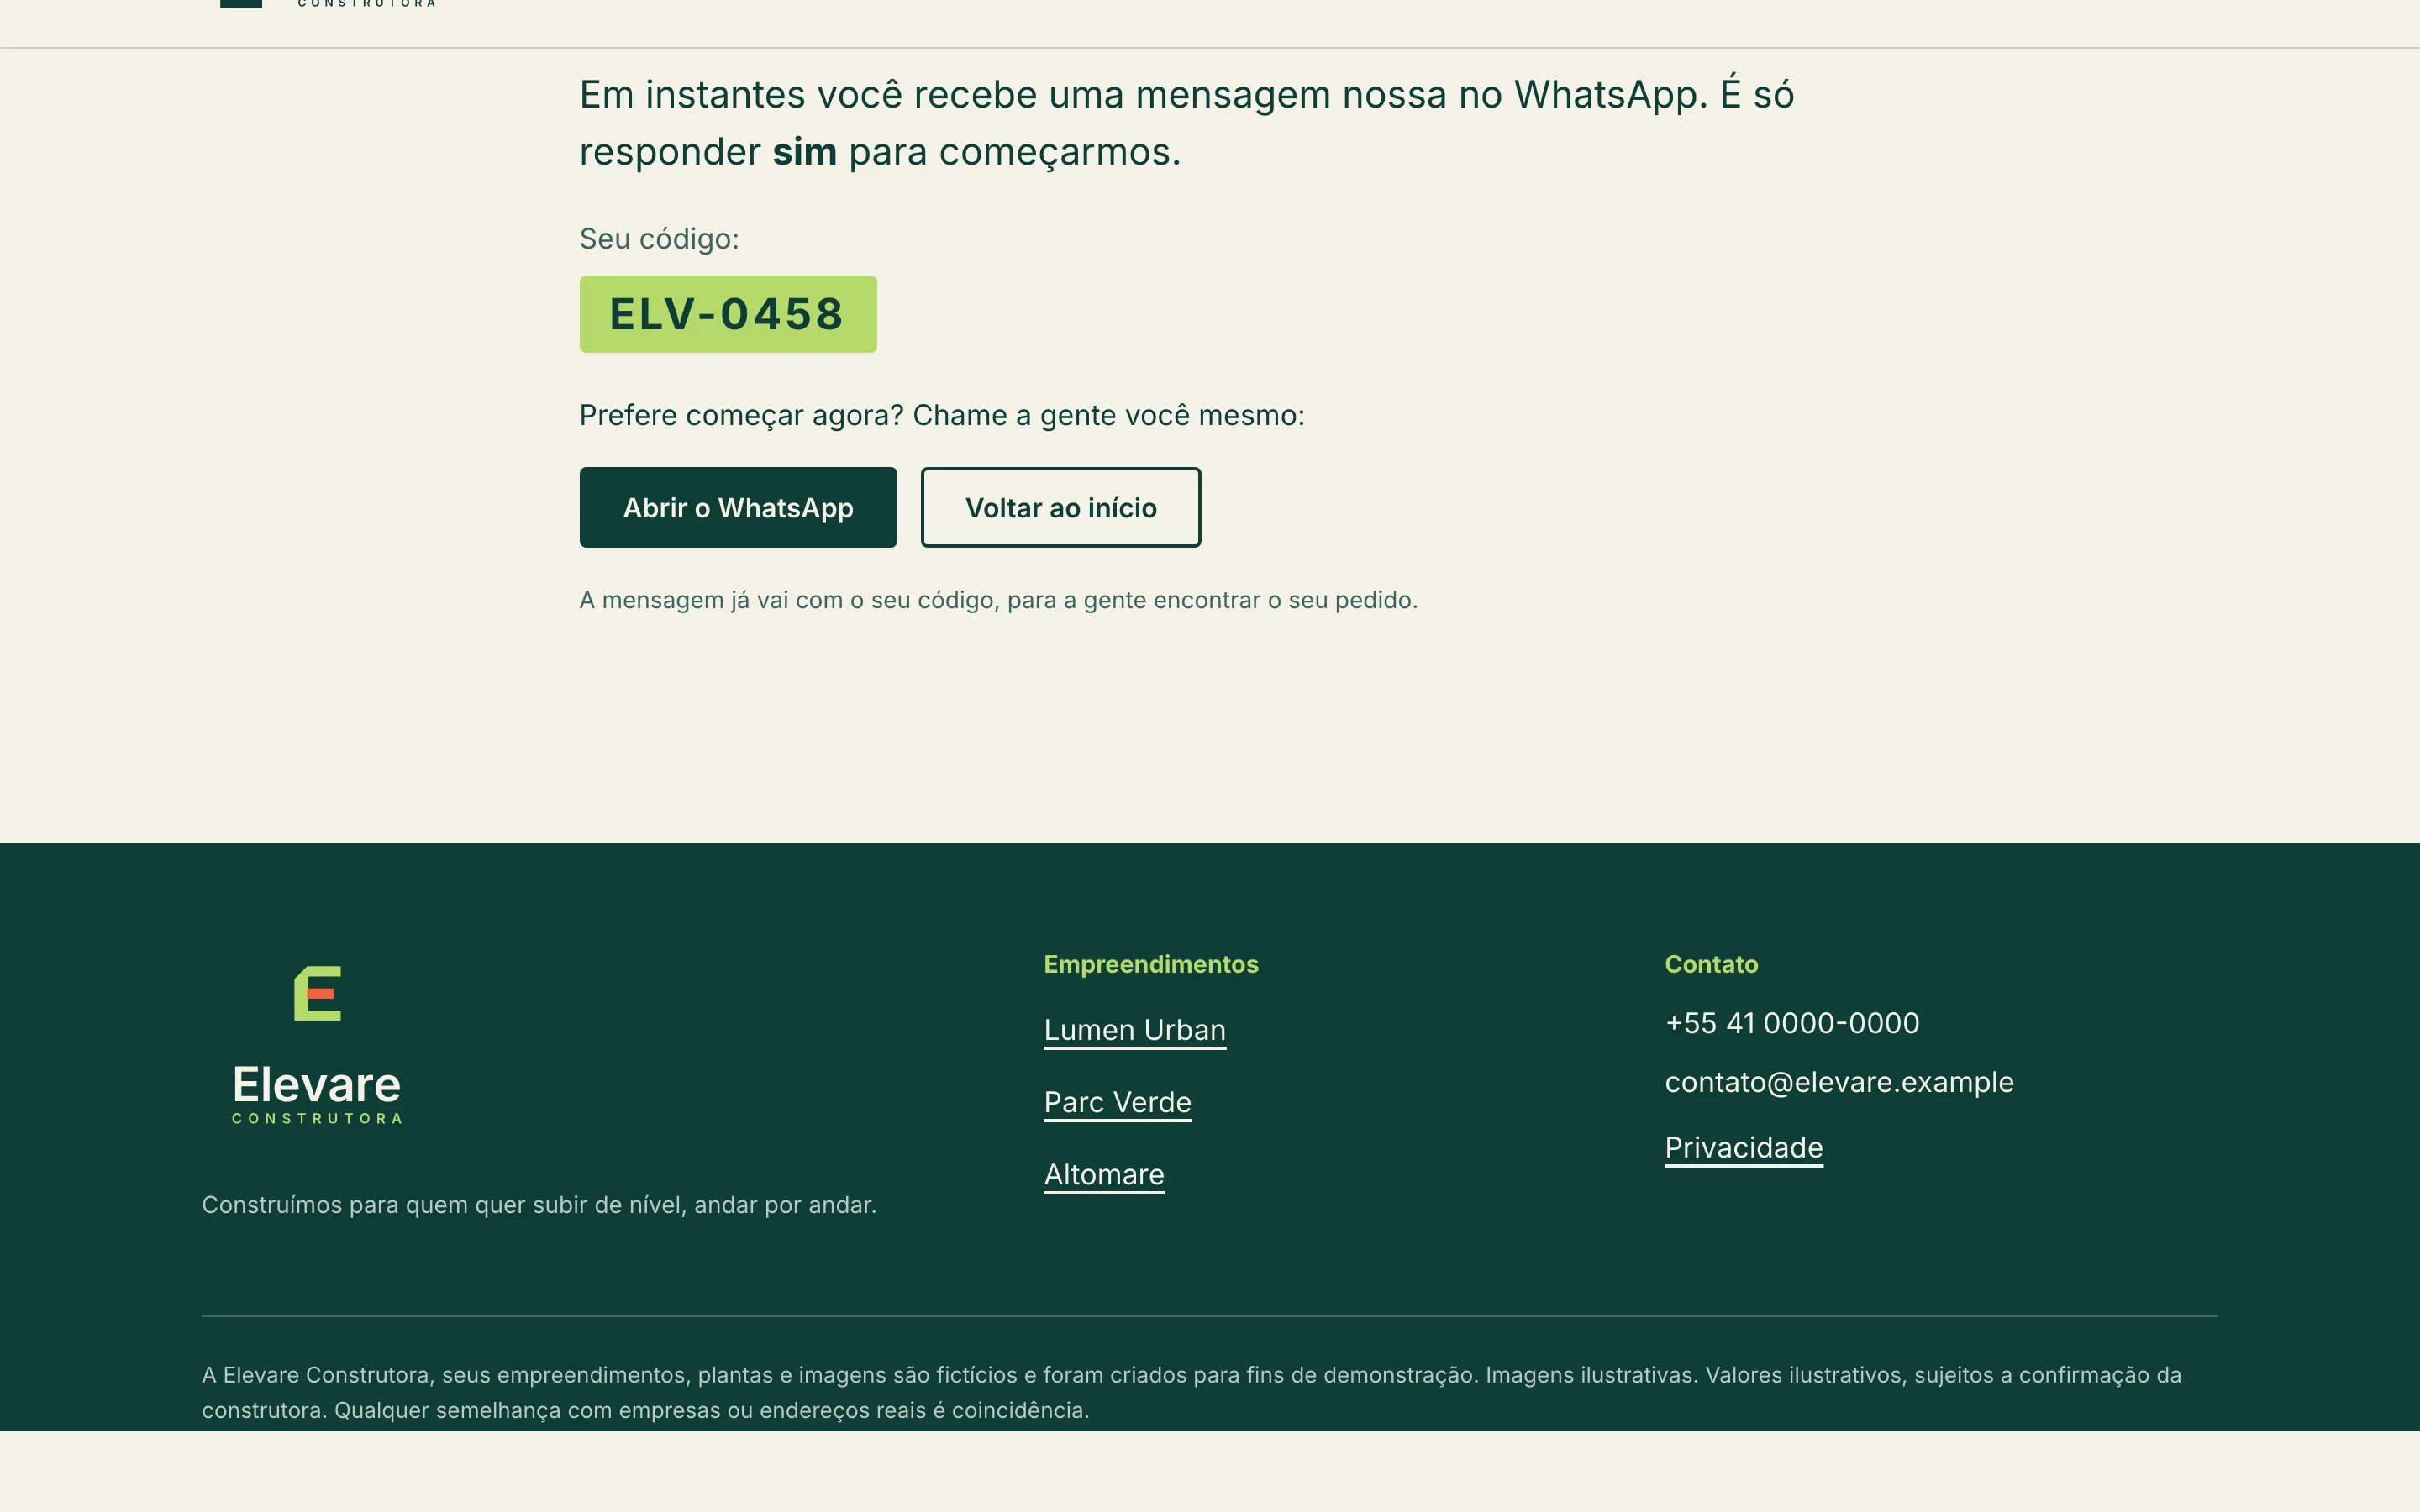 CONSTRUTORA
Em instantes você recebe uma mensagem nossa no WhatsApp. É só
responder sim para começarmos.
Seu código:
ELV-0458
Prefere começar agora? Chame a gente você mesmo:
Abrir o WhatsApp
Voltar ao início
A mensagem já vai com o seu código, para a gente encontrar o seu pedido.
Elevare
CONSTRUTORA
Construímos para quem quer subir de nível, andar por andar.
Empreendimentos
Lumen Urban
Parc Verde
Altomare
Contato
+55 41 0000-0000
contato@elevare.example
Privacidade
A Elevare Construtora, seus empreendimentos, plantas e imagens são fictícios e foram criados para fins de demonstração. Imagens ilustrativas. Valores ilustrativos, sujeitos a confirmação da
construtora. Qualquer semelhança com empresas ou endereços reais é coincidência.